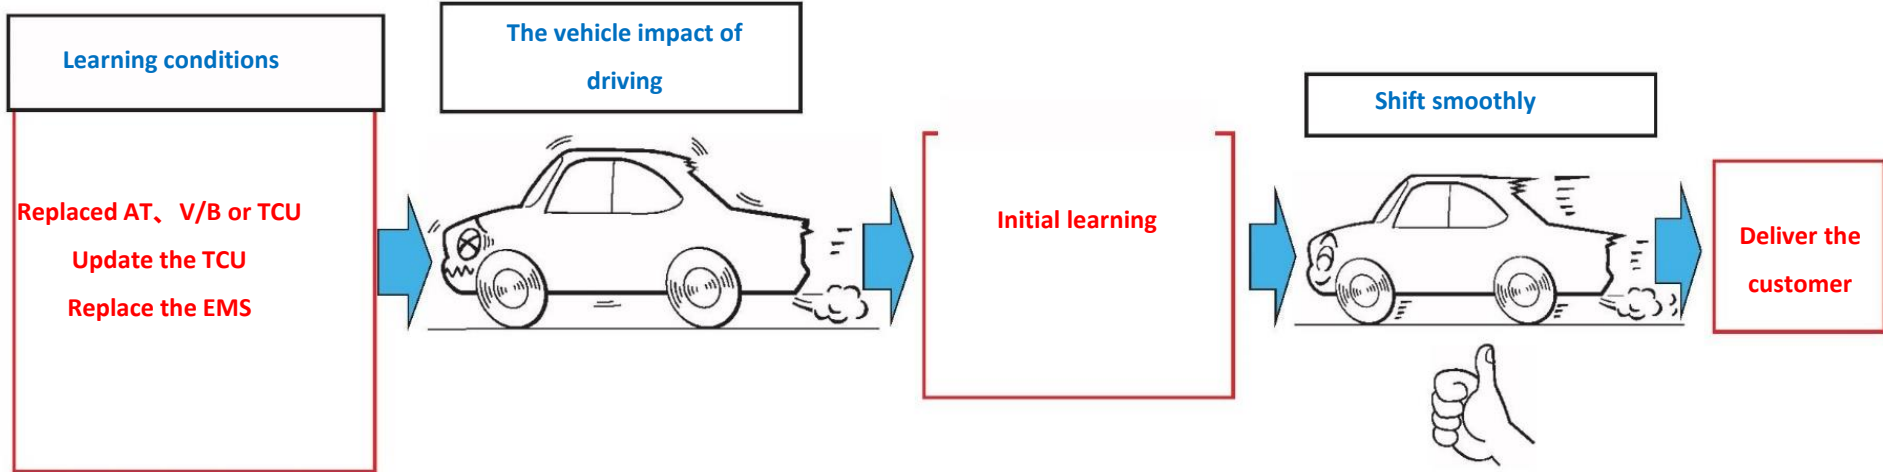 Learning conditions
Replaced AT、V/B or TCU
Update the TCU
Replace the EMS
The vehicle impact of
driving
Initial learning
Shift smoothly
Deliver the
customer